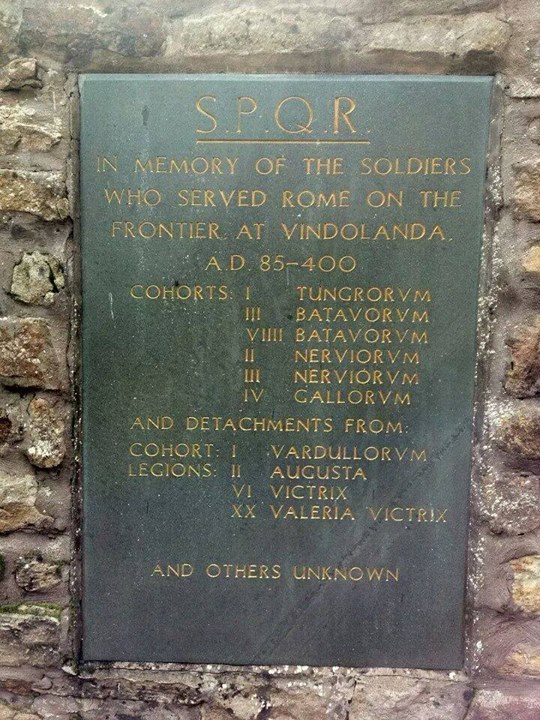 S.P.Q.R.
IN MEMORY OF THE SOLDIERS
WHO SERVED ROME ON THE
FRONTIER AT VINDOLANDA.
A.D. 85-400
COHORTS: I TUNGRORVM
III BATAVORVM
VIIII BATAVORVM
II NERVIORVM
III NERVIORVM
IV GALLORVM
AND DETACHMENTS FROM:
COHORT: I VARDULLORVM
LEGIONS: II AUGUSTA
VI VICTRIX
XX VALERIA VICTRIX
AND OTHERS UNKNOWN